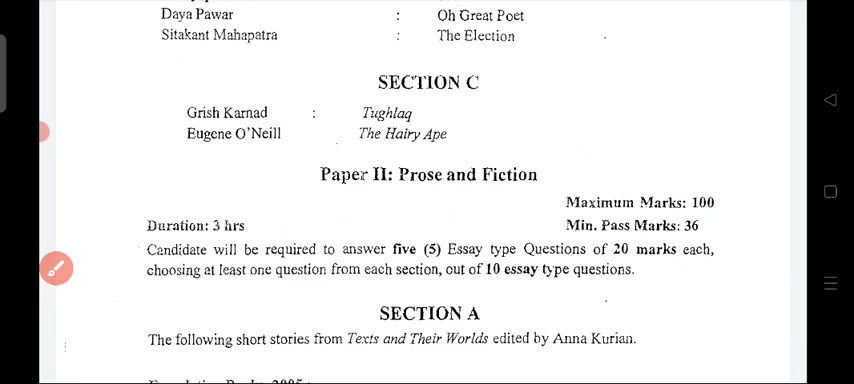 Daya Pawar : Oh Great Poet
Sitakant Mahapatra : The Election
SECTION C
Grish Karnad : Tughlaq
Eugene O'Neill The Hairy Ape
Paper II: Prose and Fiction
Maximum Marks: 100
Duration: 3 hrs Min. Pass Marks: 36
Candidate will be required to answer five (5) Essay type Questions of 20 marks each,
choosing at least one question from each section, out of 10 essay type questions.
SECTION A
The following short stories from Texts and Their Worlds edited by Anna Kurian.